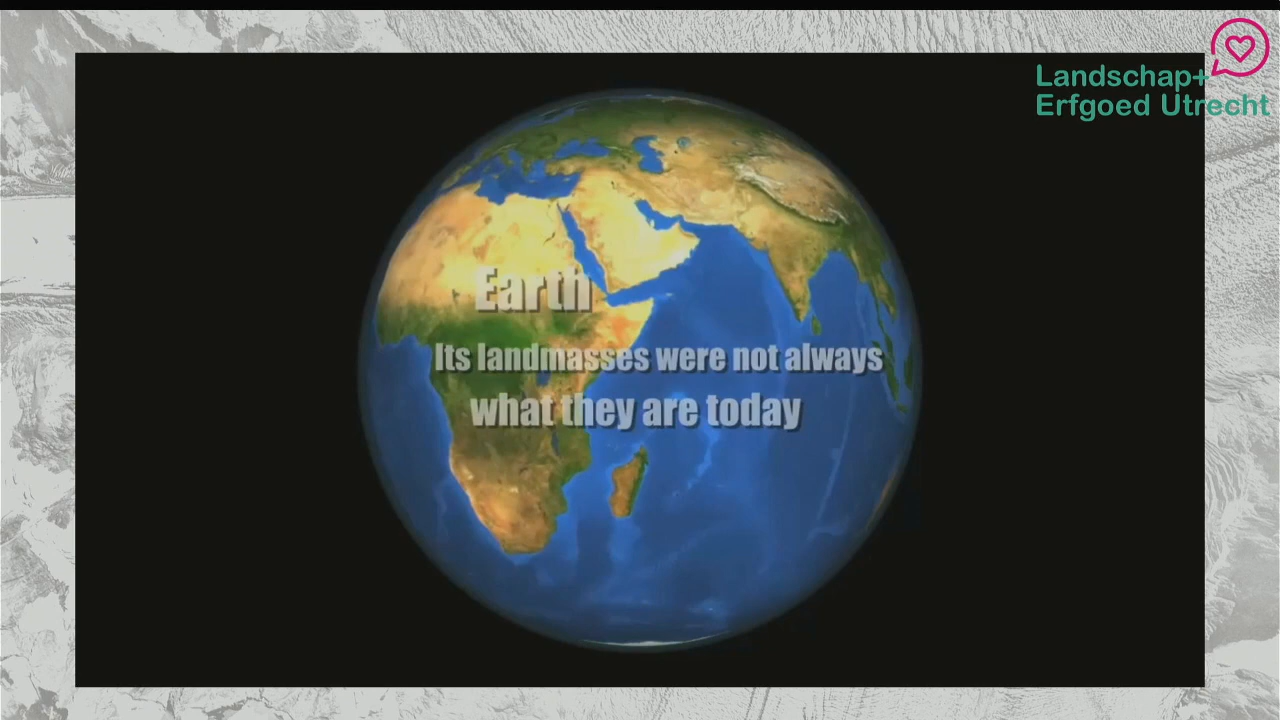 Landschap+
Erfgoed Utrecht
Earth
Its landmasses were not always
what they are today